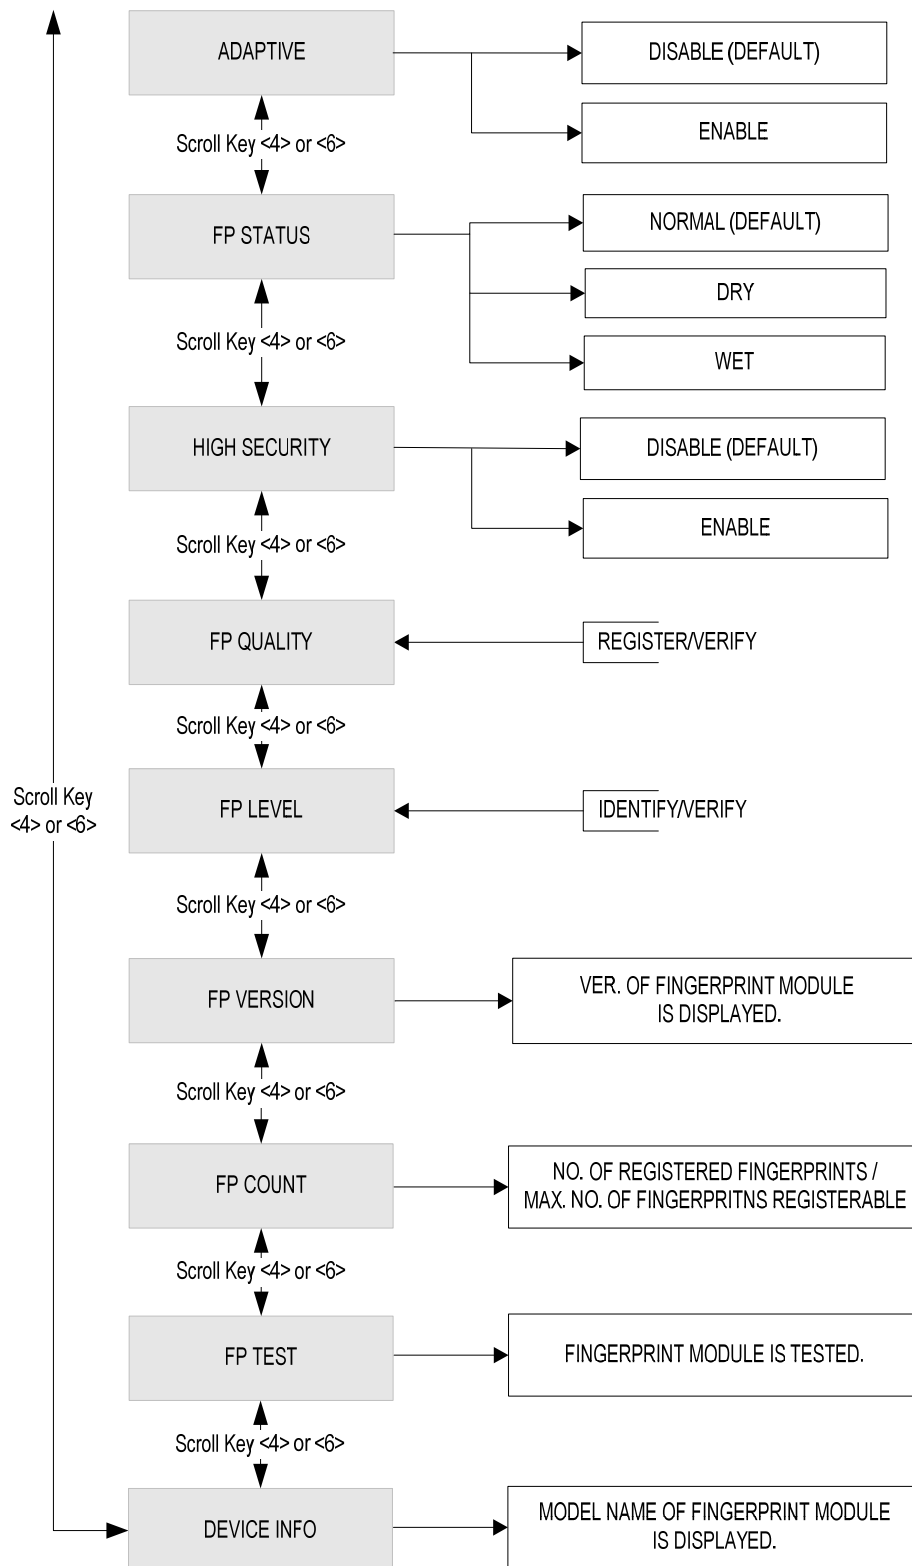 ADAPTIVE
DISABLE (DEFAULT)
ENABLE
Scroll Key <4> or <6>
FP STATUS
NORMAL (DEFAULT)
DRY
WET
Scroll Key <4> or <6>
HIGH SECURITY
DISABLE (DEFAULT)
ENABLE
Scroll Key <4> or <6>
FP QUALITY
REGISTER/VERIFY
Scroll Key <4> or <6>
Scroll Key
<4> or <6>
FP LEVEL
IDENTIFY/VERIFY
Scroll Key <4> or <6>
FP VERSION
VER. OF FINGERPRINT MODULE
IS DISPLAYED.
Scroll Key <4> or <6>
FP COUNT
NO. OF REGISTERED FINGERPRINTS /
MAX. NO. OF FINGERPRITNS REGISTERABLE
Scroll Key <4> or <6>
FP TEST
FINGERPRINT MODULE IS TESTED.
Scroll Key <4> or <6>
DEVICE INFO
MODEL NAME OF FINGERPRINT MODULE
IS DISPLAYED.